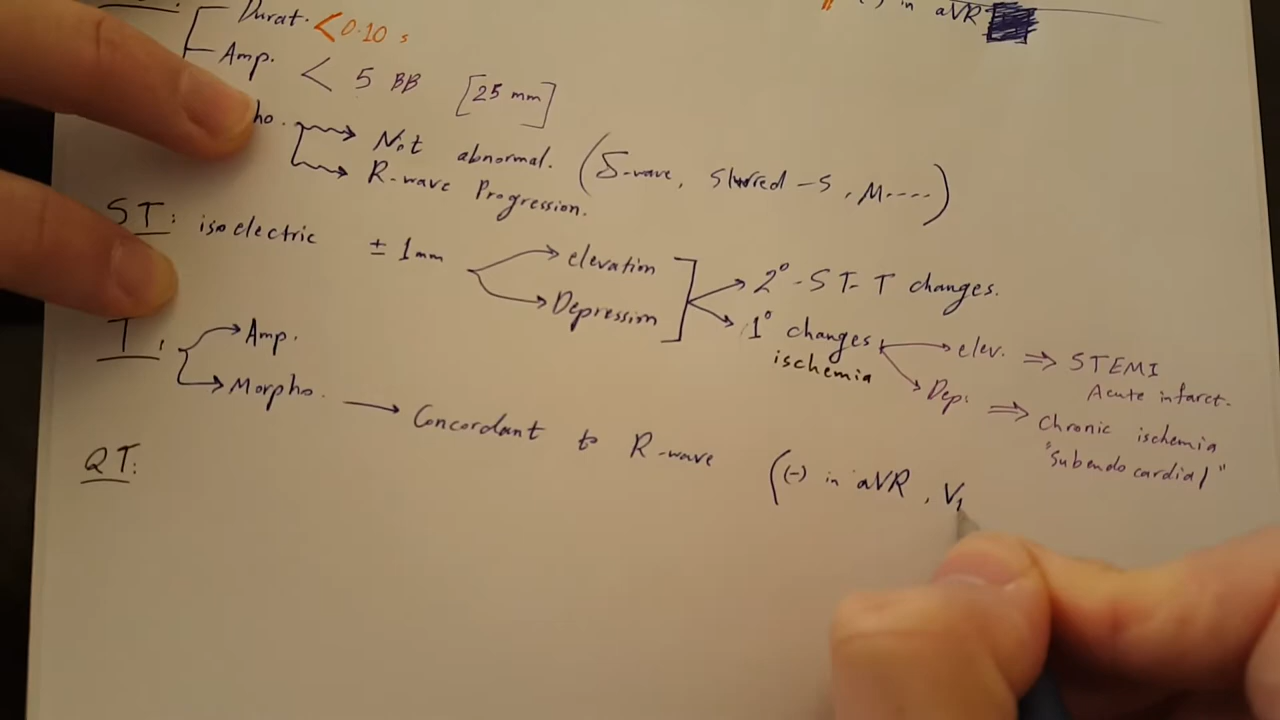 (-) in aVR
Durat. <0.10 s
Amp. < 5 BB [25 mm]
ho. Not abnormal. (δ-wave, slurred-S, M----)
R-wave Progression.
ST: isoelectric ± 1mm elevation 2° -ST-T changes.
Depression 1° changes elev. ⇒ STEMI
ischemia Acute infarct.
Dep: ⇒ Chronic ischemia
"Subendocardial"
T: Amp.
Morpho. → Concordant to R-wave ((-) in aVR, V1
QT: